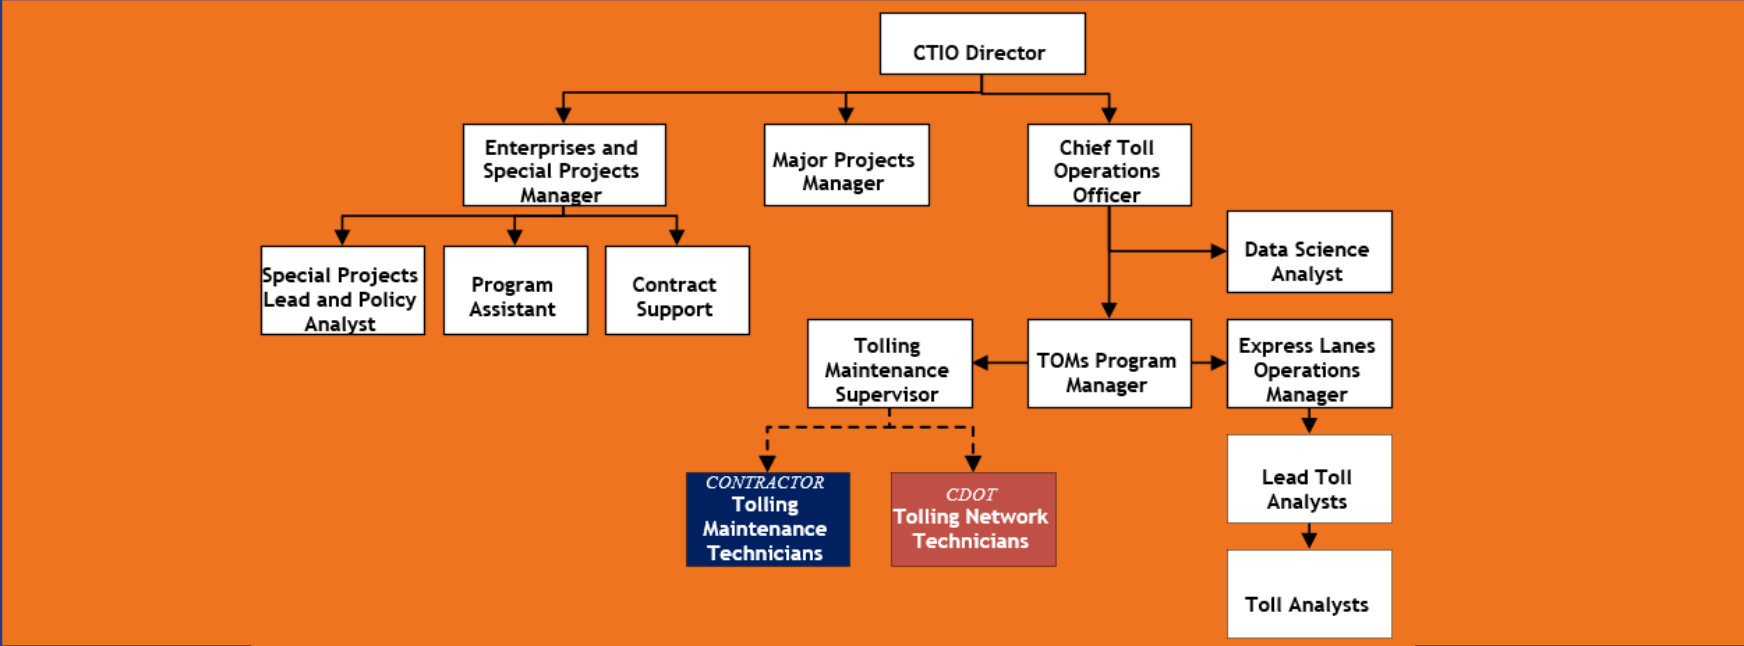 CTIO Director
Enterprises and
Special Projects
Manager
Major Projects
Manager
Chief Toll
Operations
Officer
Data Science
Analyst
Special Projects
Lead and Policy
Analyst
Program
Assistant
Contract
Support
Tolling
Maintenance
Supervisor
TOMs Program
Manager
Express Lanes
Operations
Manager
CONTRACTOR
Tolling
Maintenance
Technicians
CDOT
Tolling Network
Technicians
Lead Toll
Analysts
Toll Analysts